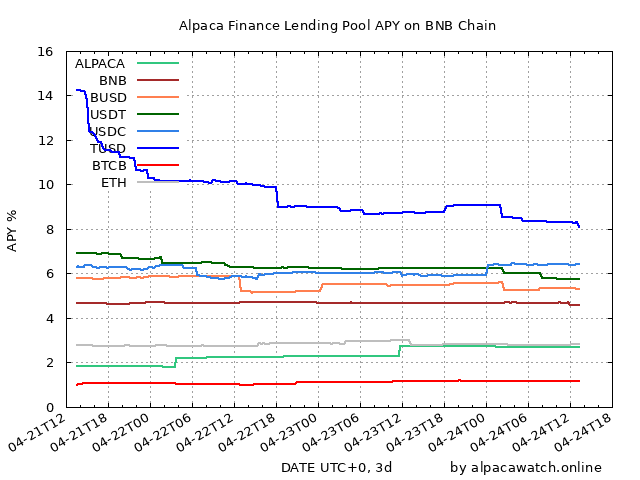 Alpaca Finance Lending Pool APY on BNB Chain
16
14
12
10
8
6
4
2
0
APY %
ALPACA
BNB
BUSD
USDT
USDC
TUSD
BTCB
ETH
04-21T12
04-21T18
04-22T00
04-22T06
04-22T12
04-22T18
04-23T00
04-23T06
04-23T12
04-23T18
04-24T00
04-24T06
04-24T12
04-24T18
DATE UTC+0, 3d
by alpacawatch.online